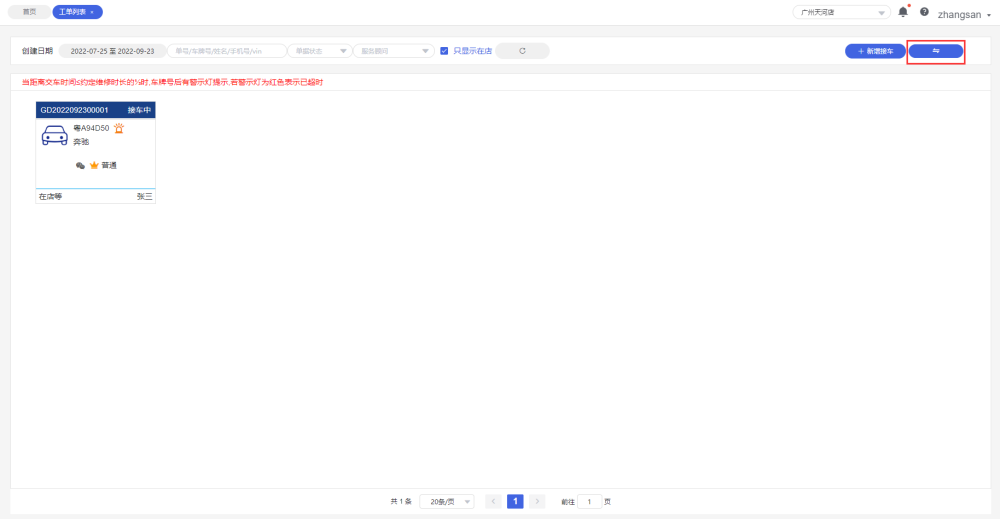 首页 工单列表 × 广州天河店 zhangsan
创建日期 2022-07-25 至 2022-09-23 单号/车牌号/姓名/手机号/vin 单据状态 服务顾问 只显示在店 + 新增接车
当距离交车时间≤约定维修时长的⅓时,车牌号后有警示灯提示.若警示灯为红色表示已超时
GD2022092300001 接车中
粤A94D50
奔驰
普通
在店等 张三
共 1 条 20条/页 < 1 > 前往 1 页